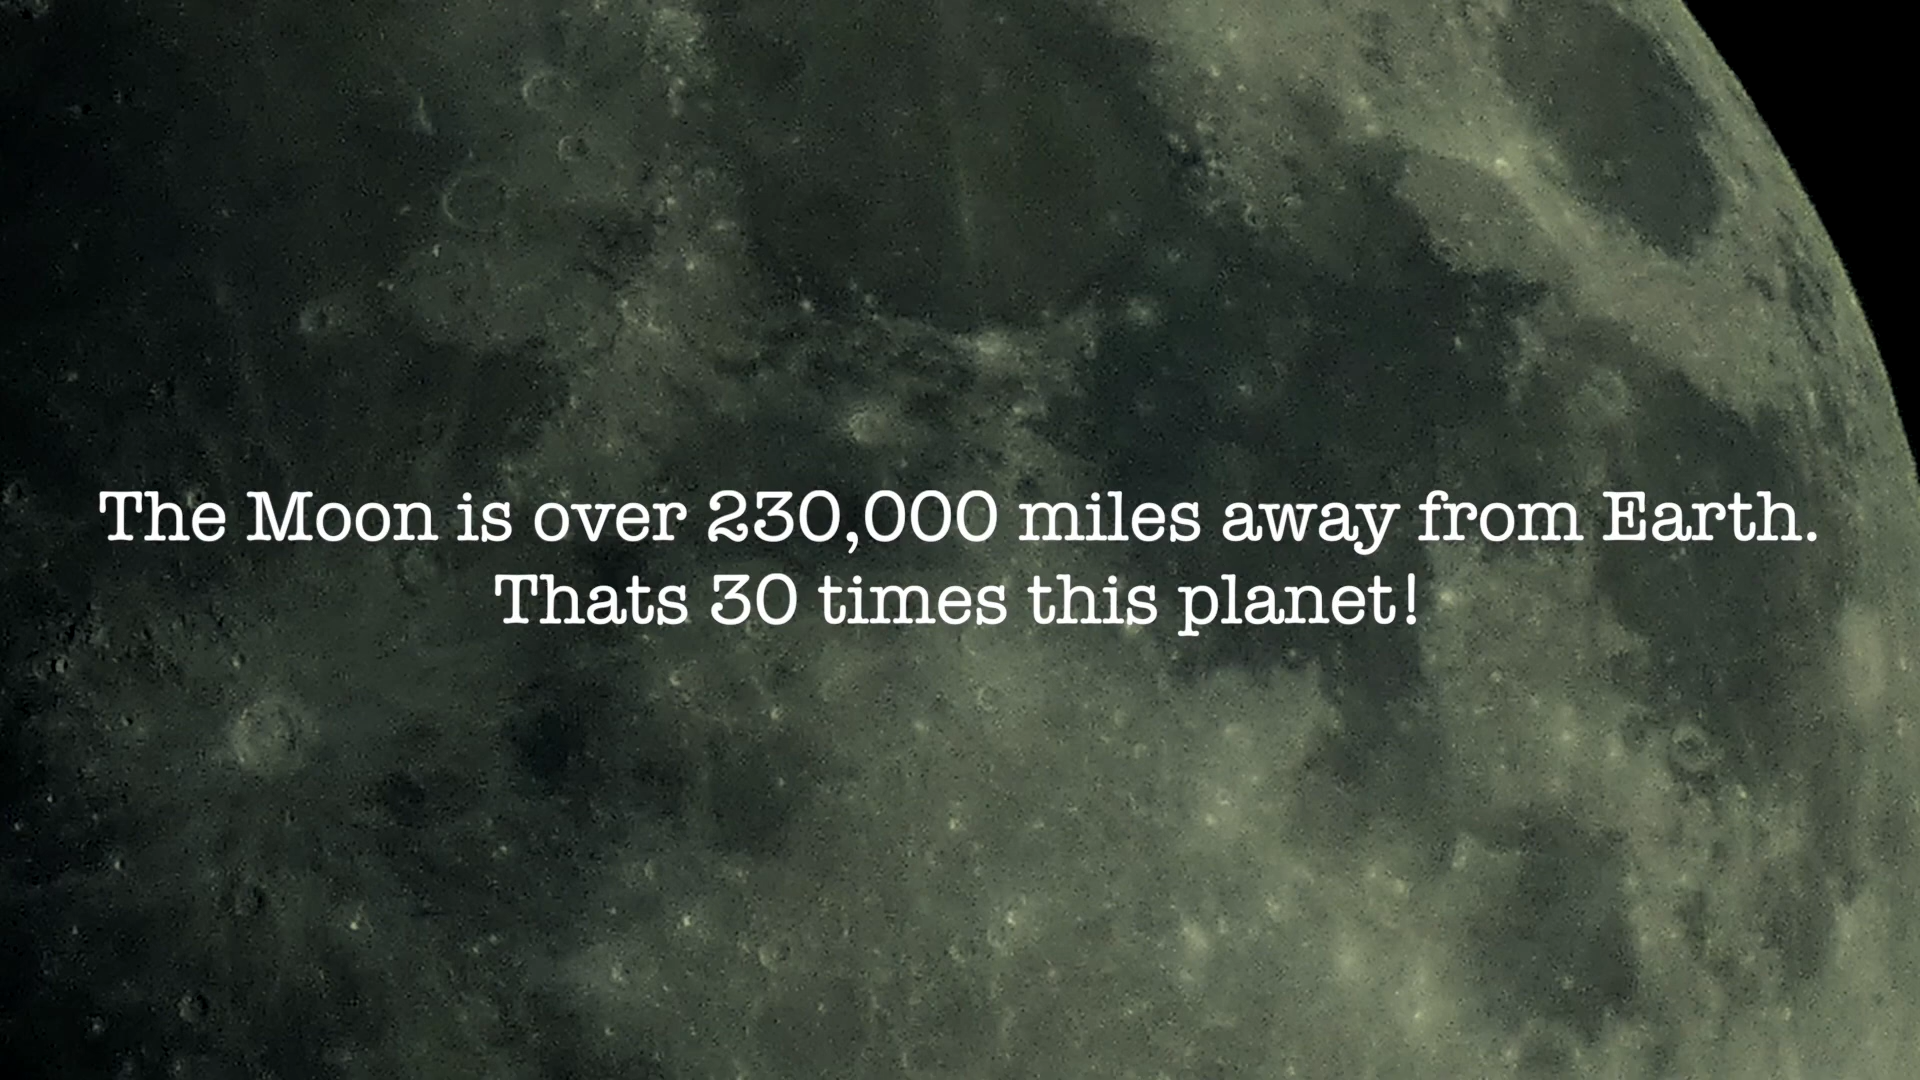 The Moon is over 230,000 miles away from Earth.
Thats 30 times this planet!